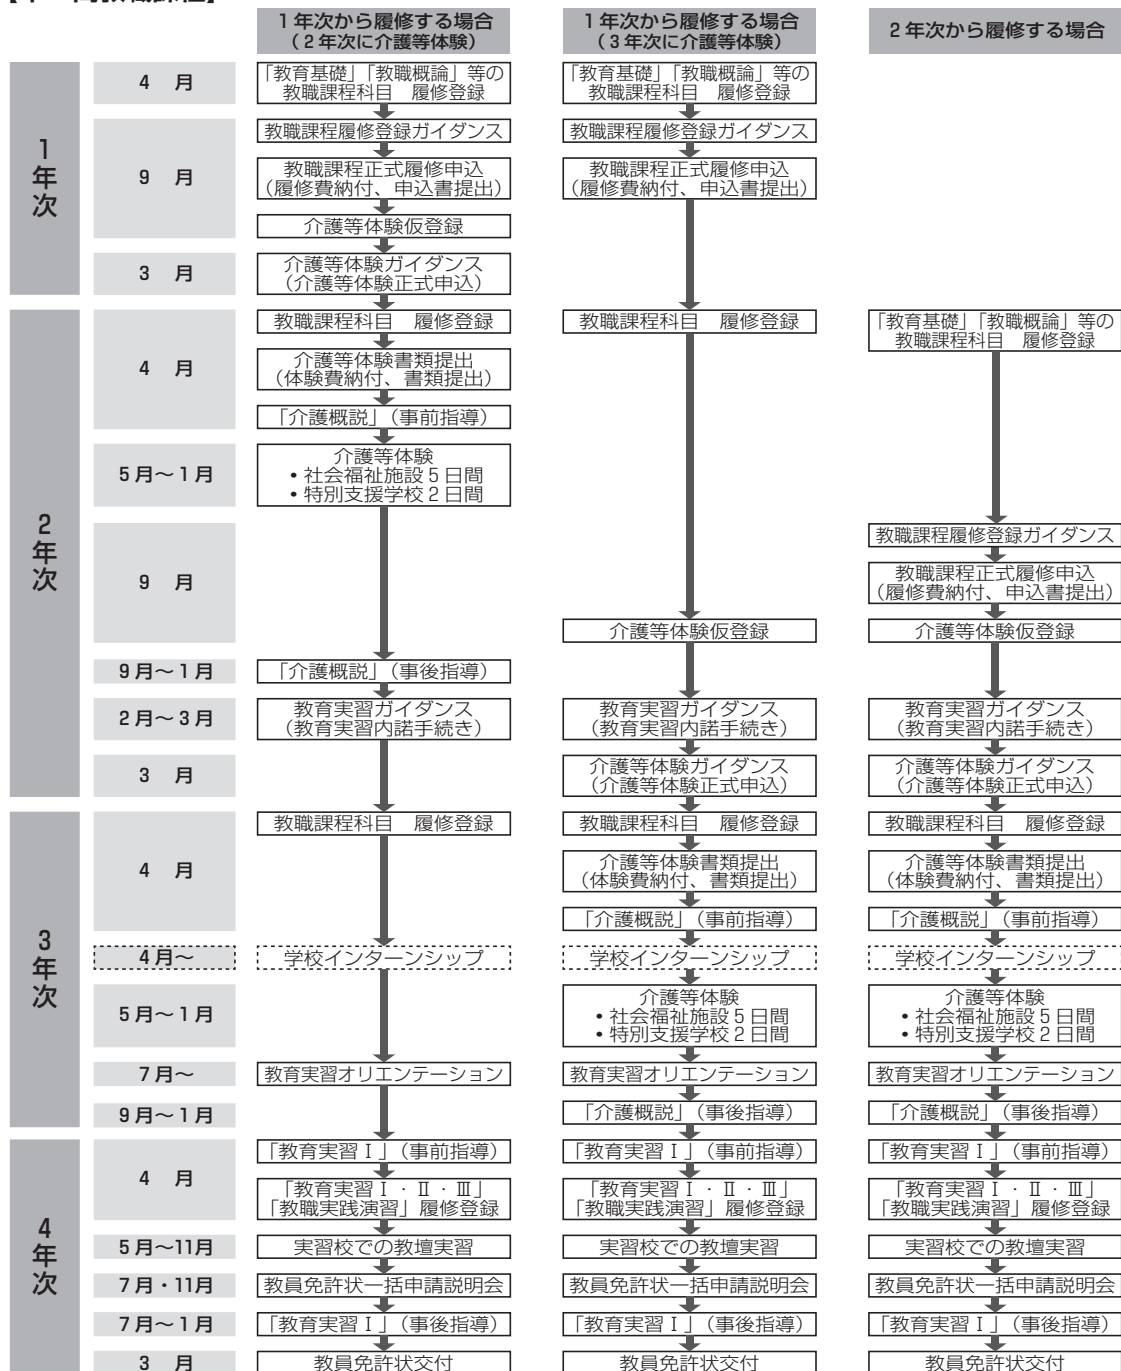 1年次から履修する場合
(2年次に介護等体験)
1年次から履修する場合
(3年次に介護等体験)
2年次から履修する場合
1年次
4 月
「教育基礎」「教職概論」等の
教職課程科目 履修登録
「教育基礎」「教職概論」等の
教職課程科目 履修登録
9 月
教職課程履修登録ガイダンス
教職課程履修登録ガイダンス
教職課程正式履修申込
(履修費納付、申込書提出)
教職課程正式履修申込
(履修費納付、申込書提出)
介護等体験仮登録
3 月
介護等体験ガイダンス
(介護等体験正式申込)
2年次
4 月
教職課程科目 履修登録
教職課程科目 履修登録
「教育基礎」「教職概論」等の
教職課程科目 履修登録
介護等体験書類提出
(体験費納付、書類提出)
「介護概説」(事前指導)
5月〜1月
介護等体験
• 社会福祉施設5日間
• 特別支援学校2日間
9 月
教職課程履修登録ガイダンス
教職課程正式履修申込
(履修費納付、申込書提出)
介護等体験仮登録
介護等体験仮登録
9月〜1月
「介護概説」(事後指導)
2月〜3月
教育実習ガイダンス
(教育実習内諾手続き)
教育実習ガイダンス
(教育実習内諾手続き)
教育実習ガイダンス
(教育実習内諾手続き)
3 月
介護等体験ガイダンス
(介護等体験正式申込)
介護等体験ガイダンス
(介護等体験正式申込)
3年次
4 月
教職課程科目 履修登録
教職課程科目 履修登録
教職課程科目 履修登録
介護等体験書類提出
(体験費納付、書類提出)
介護等体験書類提出
(体験費納付、書類提出)
「介護概説」(事前指導)
「介護概説」(事前指導)
4月〜
学校インターンシップ
学校インターンシップ
学校インターンシップ
5月〜1月
介護等体験
• 社会福祉施設5日間
• 特別支援学校2日間
介護等体験
• 社会福祉施設5日間
• 特別支援学校2日間
7月〜
教育実習オリエンテーション
教育実習オリエンテーション
教育実習オリエンテーション
9月〜1月
「介護概説」(事後指導)
「介護概説」(事後指導)
4年次
4 月
「教育実習Ⅰ」(事前指導)
「教育実習Ⅰ」(事前指導)
「教育実習Ⅰ」(事前指導)
「教育実習Ⅰ・Ⅱ・Ⅲ」
「教職実践演習」履修登録
「教育実習Ⅰ・Ⅱ・Ⅲ」
「教職実践演習」履修登録
「教育実習Ⅰ・Ⅱ・Ⅲ」
「教職実践演習」履修登録
5月〜11月
実習校での教壇実習
実習校での教壇実習
実習校での教壇実習
7月・11月
教員免許状一括申請説明会
教員免許状一括申請説明会
教員免許状一括申請説明会
7月〜1月
「教育実習Ⅰ」(事後指導)
「教育実習Ⅰ」(事後指導)
「教育実習Ⅰ」(事後指導)
3 月
教員免許状交付
教員免許状交付
教員免許状交付